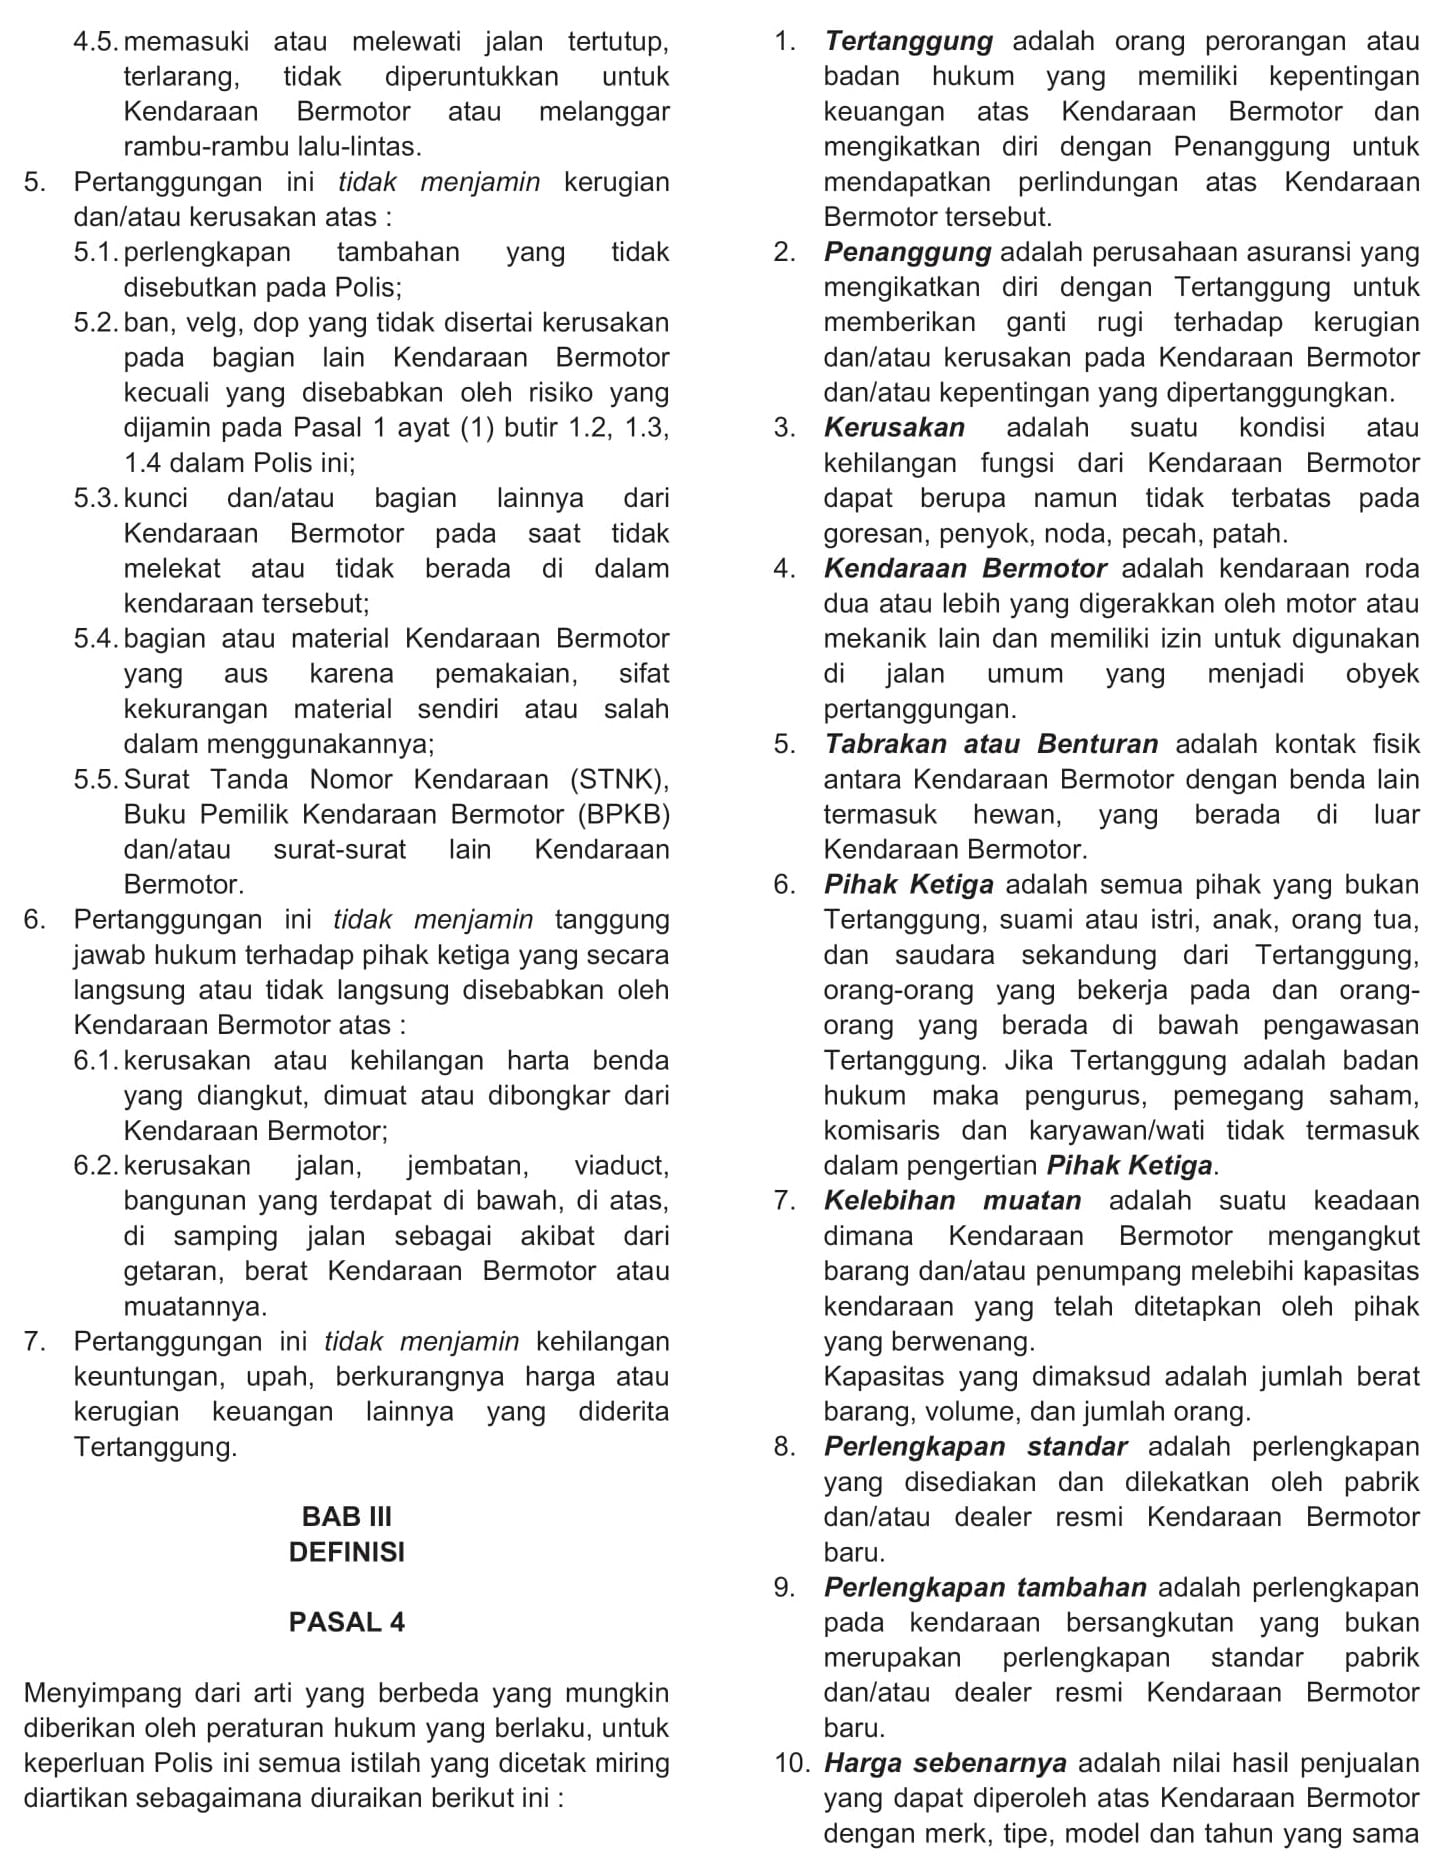 4.5. memasuki atau melewati jalan tertutup,
terlarang, tidak diperuntukkan untuk
Kendaraan Bermotor atau melanggar
rambu-rambu lalu-lintas.
5. Pertanggungan ini tidak menjamin kerugian
dan/atau kerusakan atas :
5.1. perlengkapan tambahan yang tidak
disebutkan pada Polis;
5.2. ban, velg, dop yang tidak disertai kerusakan
pada bagian lain Kendaraan Bermotor
kecuali yang disebabkan oleh risiko yang
dijamin pada Pasal 1 ayat (1) butir 1.2, 1.3,
1.4 dalam Polis ini;
5.3. kunci dan/atau bagian lainnya dari
Kendaraan Bermotor pada saat tidak
melekat atau tidak berada di dalam
kendaraan tersebut;
5.4. bagian atau material Kendaraan Bermotor
yang aus karena pemakaian, sifat
kekurangan material sendiri atau salah
dalam menggunakannya;
5.5. Surat Tanda Nomor Kendaraan (STNK),
Buku Pemilik Kendaraan Bermotor (BPKB)
dan/atau surat-surat lain Kendaraan
Bermotor.
6. Pertanggungan ini tidak menjamin tanggung
jawab hukum terhadap pihak ketiga yang secara
langsung atau tidak langsung disebabkan oleh
Kendaraan Bermotor atas :
6.1. kerusakan atau kehilangan harta benda
yang diangkut, dimuat atau dibongkar dari
Kendaraan Bermotor;
6.2. kerusakan jalan, jembatan, viaduct,
bangunan yang terdapat di bawah, di atas,
di samping jalan sebagai akibat dari
getaran, berat Kendaraan Bermotor atau
muatannya.
7. Pertanggungan ini tidak menjamin kehilangan
keuntungan, upah, berkurangnya harga atau
kerugian keuangan lainnya yang diderita
Tertanggung.
BAB III
DEFINISI
PASAL 4
Menyimpang dari arti yang berbeda yang mungkin
diberikan oleh peraturan hukum yang berlaku, untuk
keperluan Polis ini semua istilah yang dicetak miring
diartikan sebagaimana diuraikan berikut ini :
1. Tertanggung adalah orang perorangan atau
badan hukum yang memiliki kepentingan
keuangan atas Kendaraan Bermotor dan
mengikatkan diri dengan Penanggung untuk
mendapatkan perlindungan atas Kendaraan
Bermotor tersebut.
2. Penanggung adalah perusahaan asuransi yang
mengikatkan diri dengan Tertanggung untuk
memberikan ganti rugi terhadap kerugian
dan/atau kerusakan pada Kendaraan Bermotor
dan/atau kepentingan yang dipertanggungkan.
3. Kerusakan adalah suatu kondisi atau
kehilangan fungsi dari Kendaraan Bermotor
dapat berupa namun tidak terbatas pada
goresan, penyok, noda, pecah, patah.
4. Kendaraan Bermotor adalah kendaraan roda
dua atau lebih yang digerakkan oleh motor atau
mekanik lain dan memiliki izin untuk digunakan
di jalan umum yang menjadi obyek
pertanggungan.
5. Tabrakan atau Benturan adalah kontak fisik
antara Kendaraan Bermotor dengan benda lain
termasuk hewan, yang berada di luar
Kendaraan Bermotor.
6. Pihak Ketiga adalah semua pihak yang bukan
Tertanggung, suami atau istri, anak, orang tua,
dan saudara sekandung dari Tertanggung,
orang-orang yang bekerja pada dan orang-
orang yang berada di bawah pengawasan
Tertanggung. Jika Tertanggung adalah badan
hukum maka pengurus, pemegang saham,
komisaris dan karyawan/wati tidak termasuk
dalam pengertian Pihak Ketiga.
7. Kelebihan muatan adalah suatu keadaan
dimana Kendaraan Bermotor mengangkut
barang dan/atau penumpang melebihi kapasitas
kendaraan yang telah ditetapkan oleh pihak
yang berwenang.
Kapasitas yang dimaksud adalah jumlah berat
barang, volume, dan jumlah orang.
8. Perlengkapan standar adalah perlengkapan
yang disediakan dan dilekatkan oleh pabrik
dan/atau dealer resmi Kendaraan Bermotor
baru.
9. Perlengkapan tambahan adalah perlengkapan
pada kendaraan bersangkutan yang bukan
merupakan perlengkapan standar pabrik
dan/atau dealer resmi Kendaraan Bermotor
baru.
10. Harga sebenarnya adalah nilai hasil penjualan
yang dapat diperoleh atas Kendaraan Bermotor
dengan merk, tipe, model dan tahun yang sama